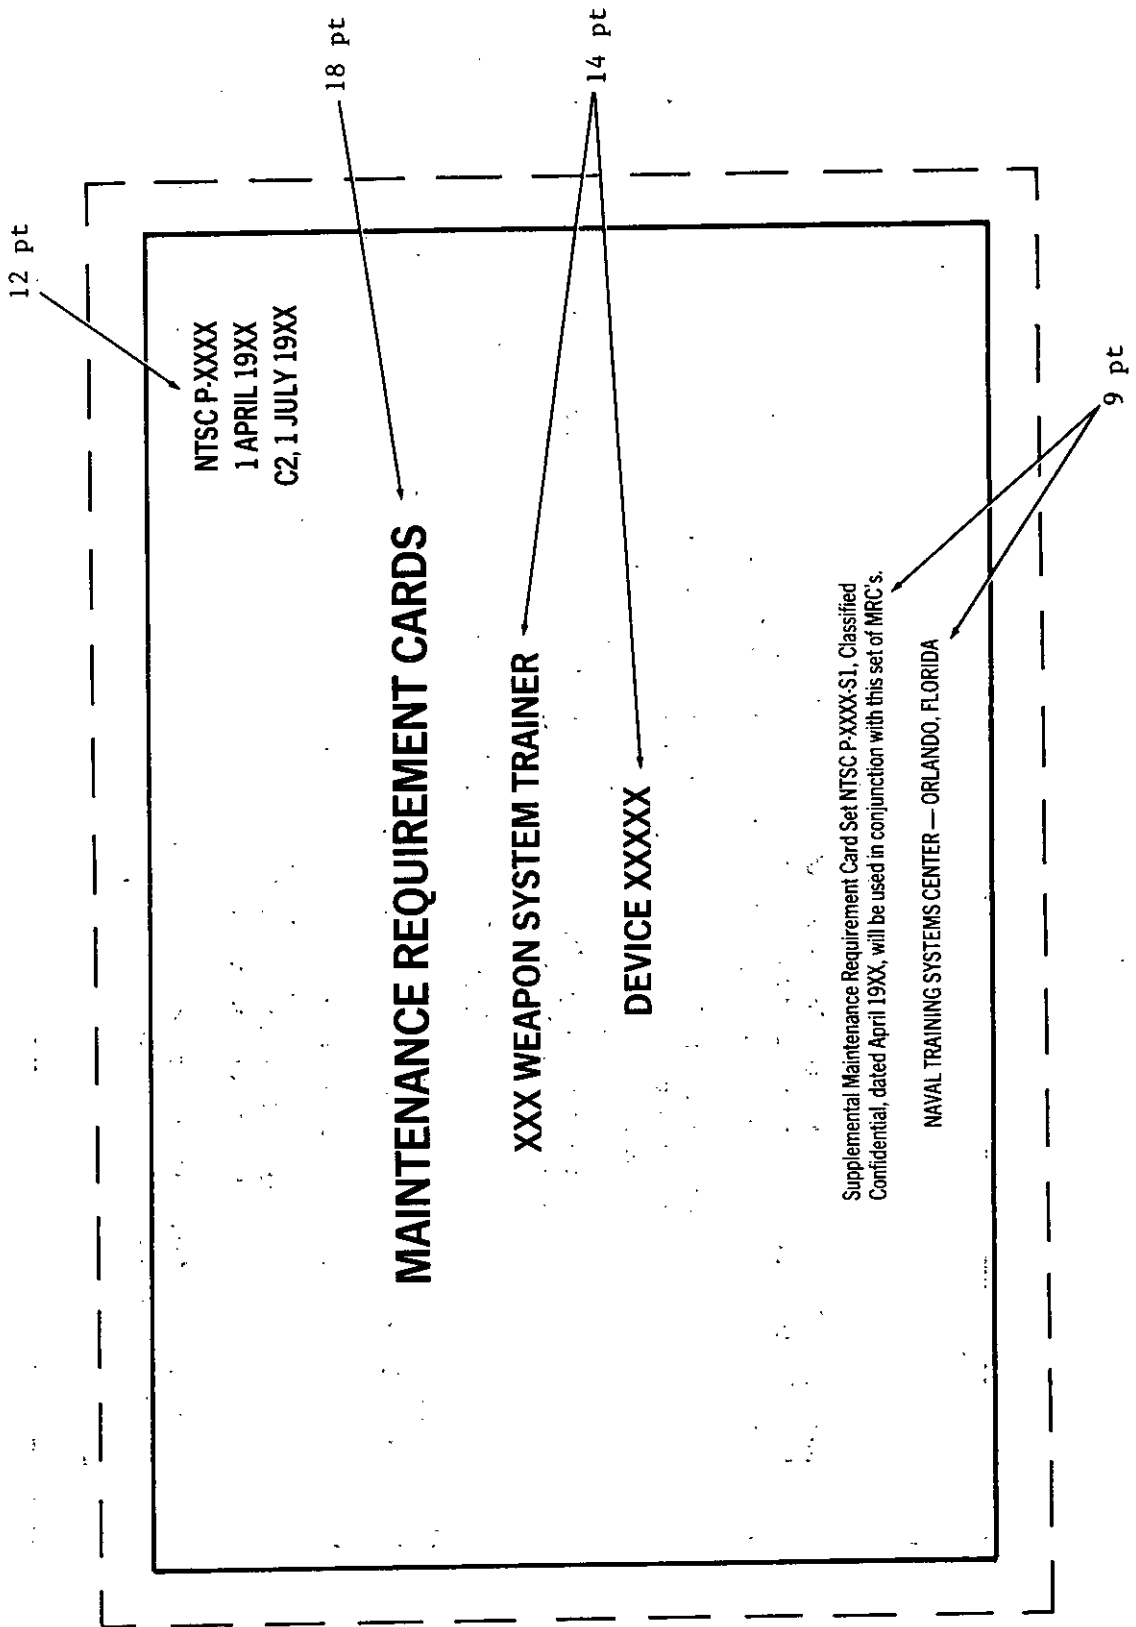 12 pt
NTSC P-XXXX
1 APRIL 19XX
C2, 1 JULY 19XX
18 pt
MAINTENANCE REQUIREMENT CARDS
XXX WEAPON SYSTEM TRAINER
14 pt
DEVICE XXXXX
Supplemental Maintenance Requirement Card Set NTSC P-XXXX-S1, Classified
Confidential, dated April 19XX, will be used in conjunction with this set of MRC's.
NAVAL TRAINING SYSTEMS CENTER — ORLANDO, FLORIDA
9 pt